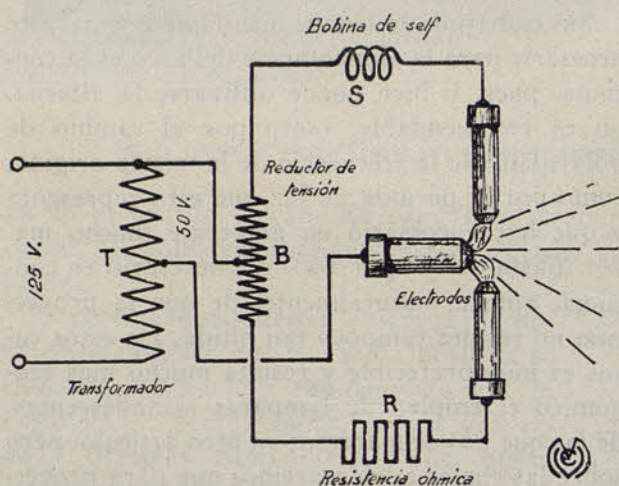 Bobina de self
S
Reductor de
tensión
125 V.
T
50 V.
B
Electrodos
Transformador
R
Resistencia óhmica